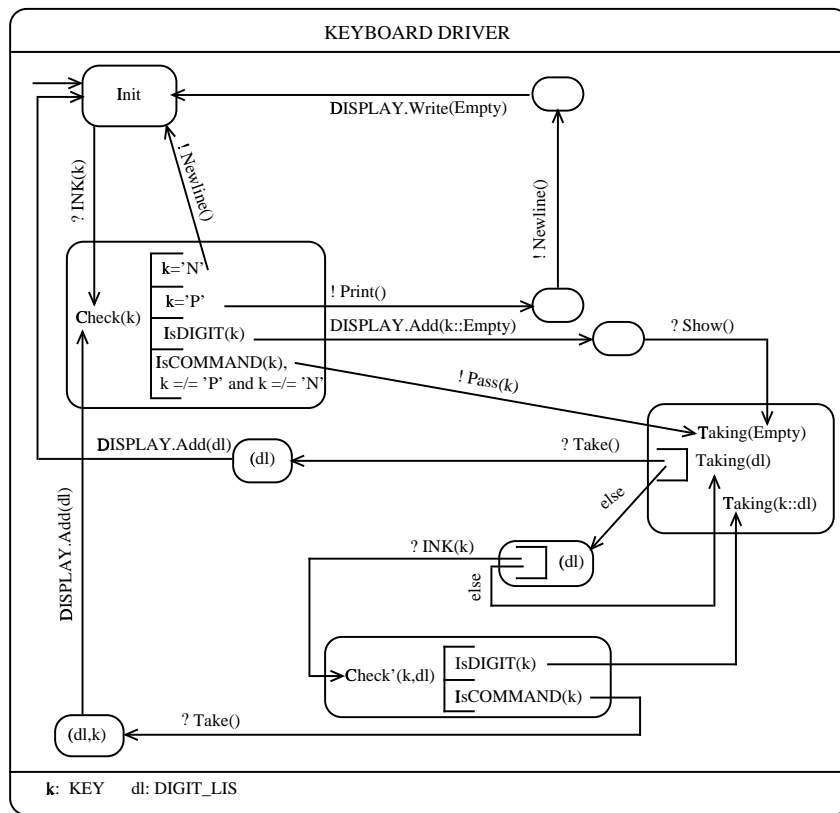 KEYBOARD DRIVER
Init
DISPLAY.Write(Empty)
? INK(k)
! Newline()
! Newline()
k='N'
Check(k)
k='P'
! Print()
IsDIGIT(k)
DISPLAY.Add(k::Empty)
? Show()
IsCOMMAND(k),
k =/= 'P' and k =/= 'N'
! Pass(k)
Taking(Empty)
DISPLAY.Add(dl)
(dl)
? Take()
Taking(dl)
else
Taking(k::dl)
DISPLAY.Add(dl)
? INK(k)
(dl)
else
Check'(k,dl)
IsDIGIT(k)
IsCOMMAND(k)
(dl,k)
? Take()
k: KEY dl: DIGIT_LIS